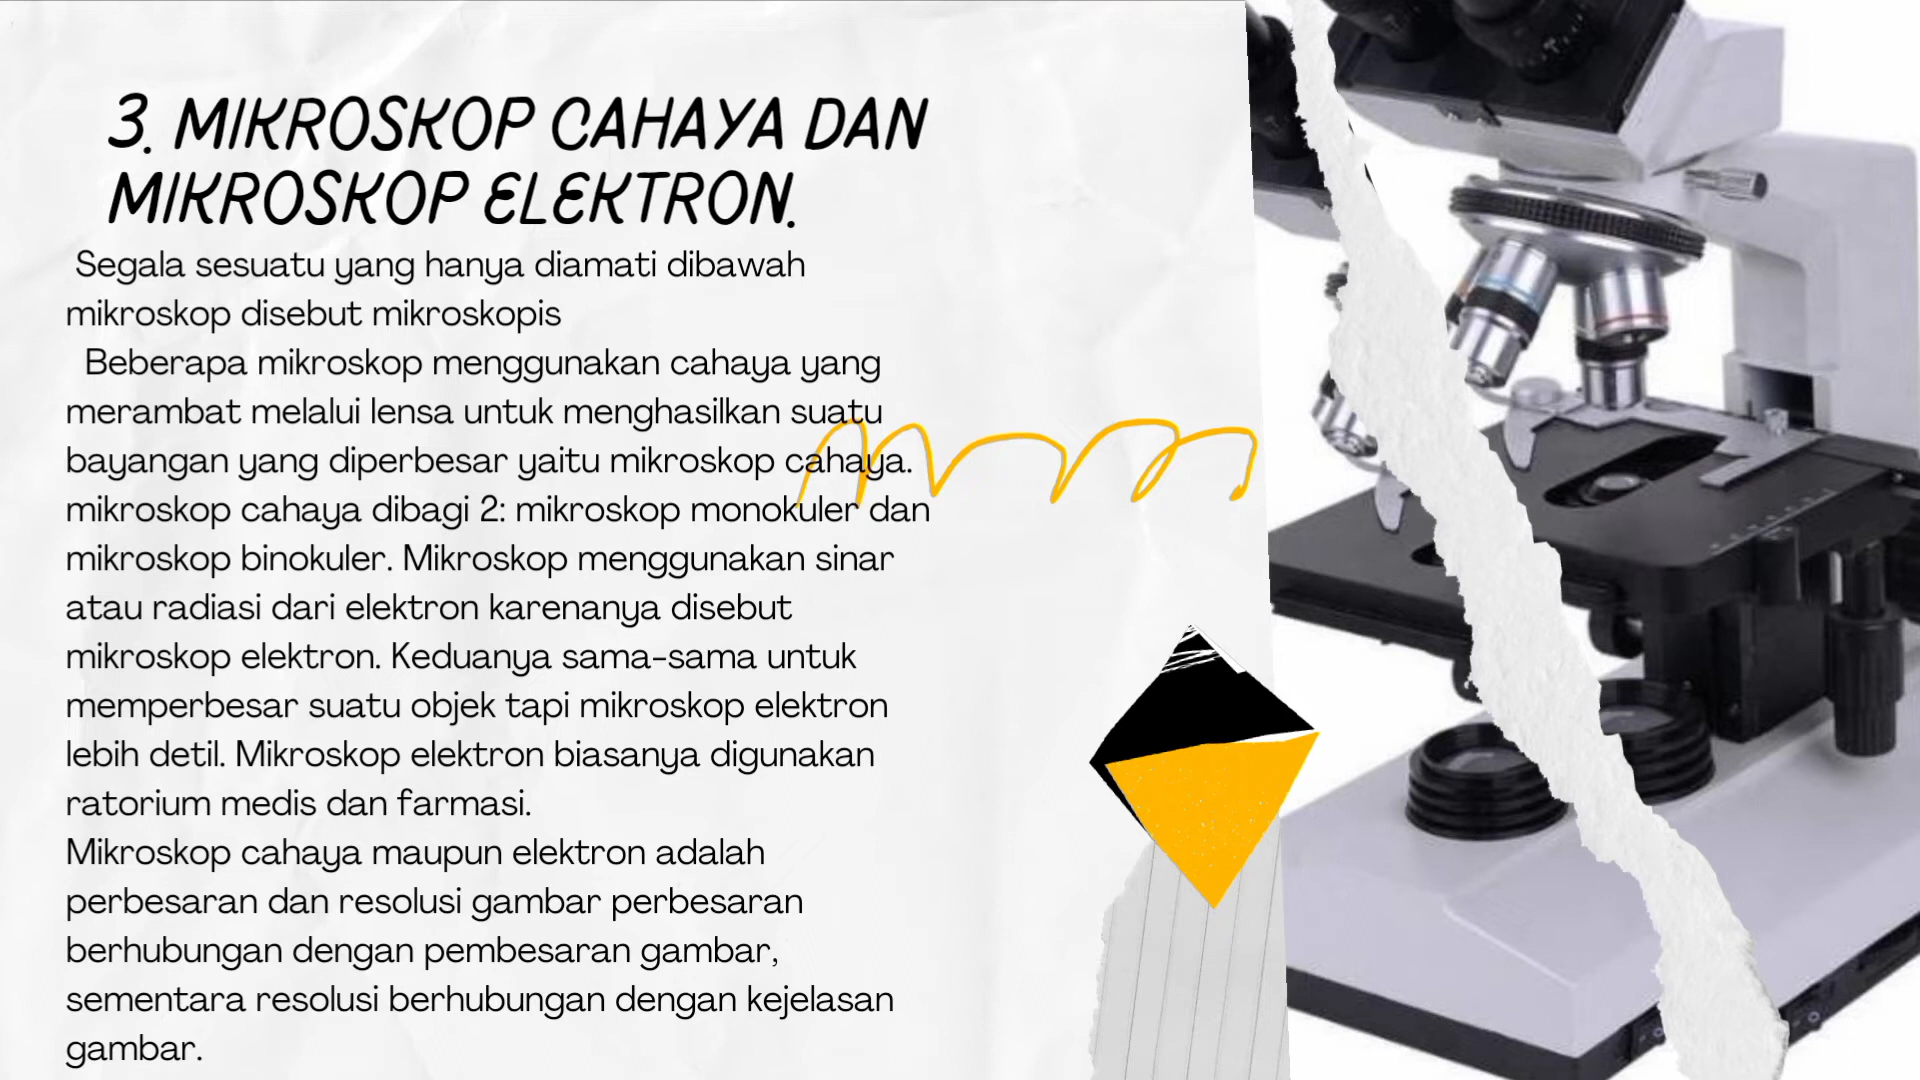 3. MIKROSKOP CAHAYA DAN
MIKROSKOP ELEKTRON.
Segala sesuatu yang hanya diamati dibawah
mikroskop disebut mikroskopis
Beberapa mikroskop menggunakan cahaya yang
merambat melalui lensa untuk menghasilkan suatu
bayangan yang diperbesar yaitu mikroskop cahaya.
mikroskop cahaya dibagi 2: mikroskop monokuler dan
mikroskop binokuler. Mikroskop menggunakan sinar
atau radiasi dari elektron karenanya disebut
mikroskop elektron. Keduanya sama-sama untuk
memperbesar suatu objek tapi mikroskop elektron
lebih detil. Mikroskop elektron biasanya digunakan
ratorium medis dan farmasi.
Mikroskop cahaya maupun elektron adalah
perbesaran dan resolusi gambar perbesaran
berhubungan dengan pembesaran gambar,
sementara resolusi berhubungan dengan kejelasan
gambar.